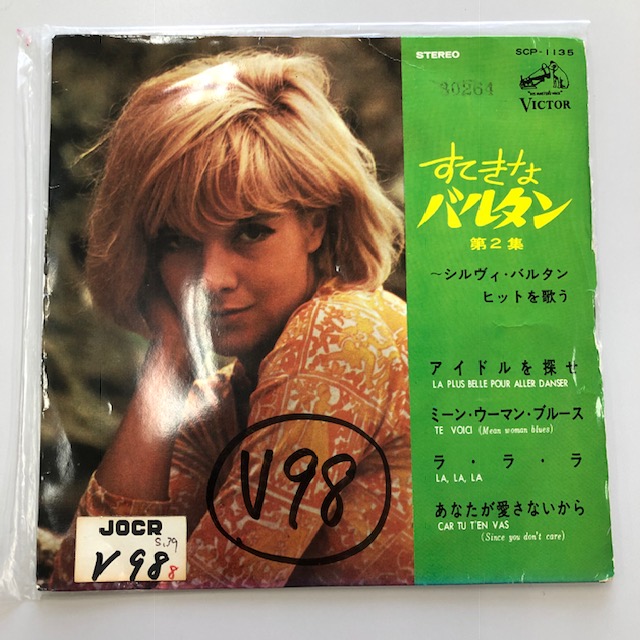 STEREO
SCP-1135
30264
"HIS MASTER'S VOICE"
VICTOR
すてきな
バルタン
第2集
~シルヴィ・バルタン
ヒットを歌う
アイドルを探せ
LA PLUS BELLE POUR ALLER DANSER
ミーン・ウーマン・ブルース
TE VOICI (Mean woman blues)
ラ・ラ・ラ
LA, LA, LA
あなたが愛さないから
CAR TU T'EN VAS
(Since you don't care)
V98
JOCR
S.39
V 98 8